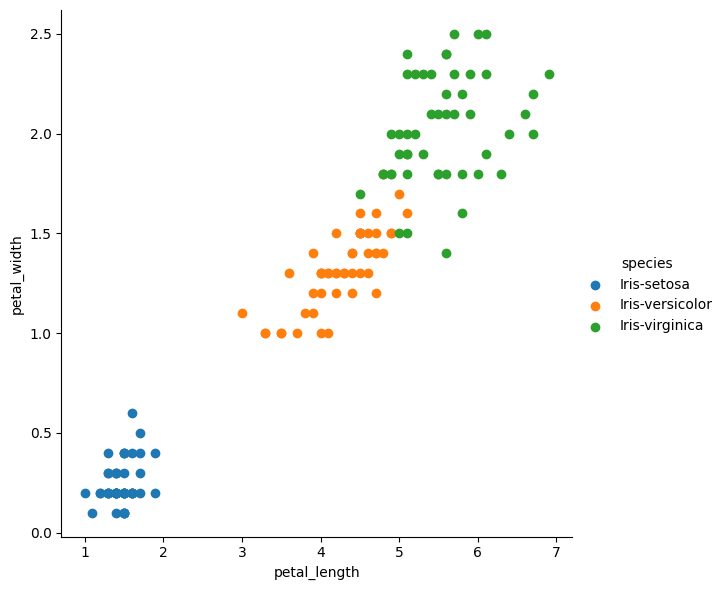 2.5
2.0
1.5
1.0
0.5
0.0
petal_width
1
2
3
4
5
6
7
petal_length
species
Iris-setosa
Iris-versicolor
Iris-virginica